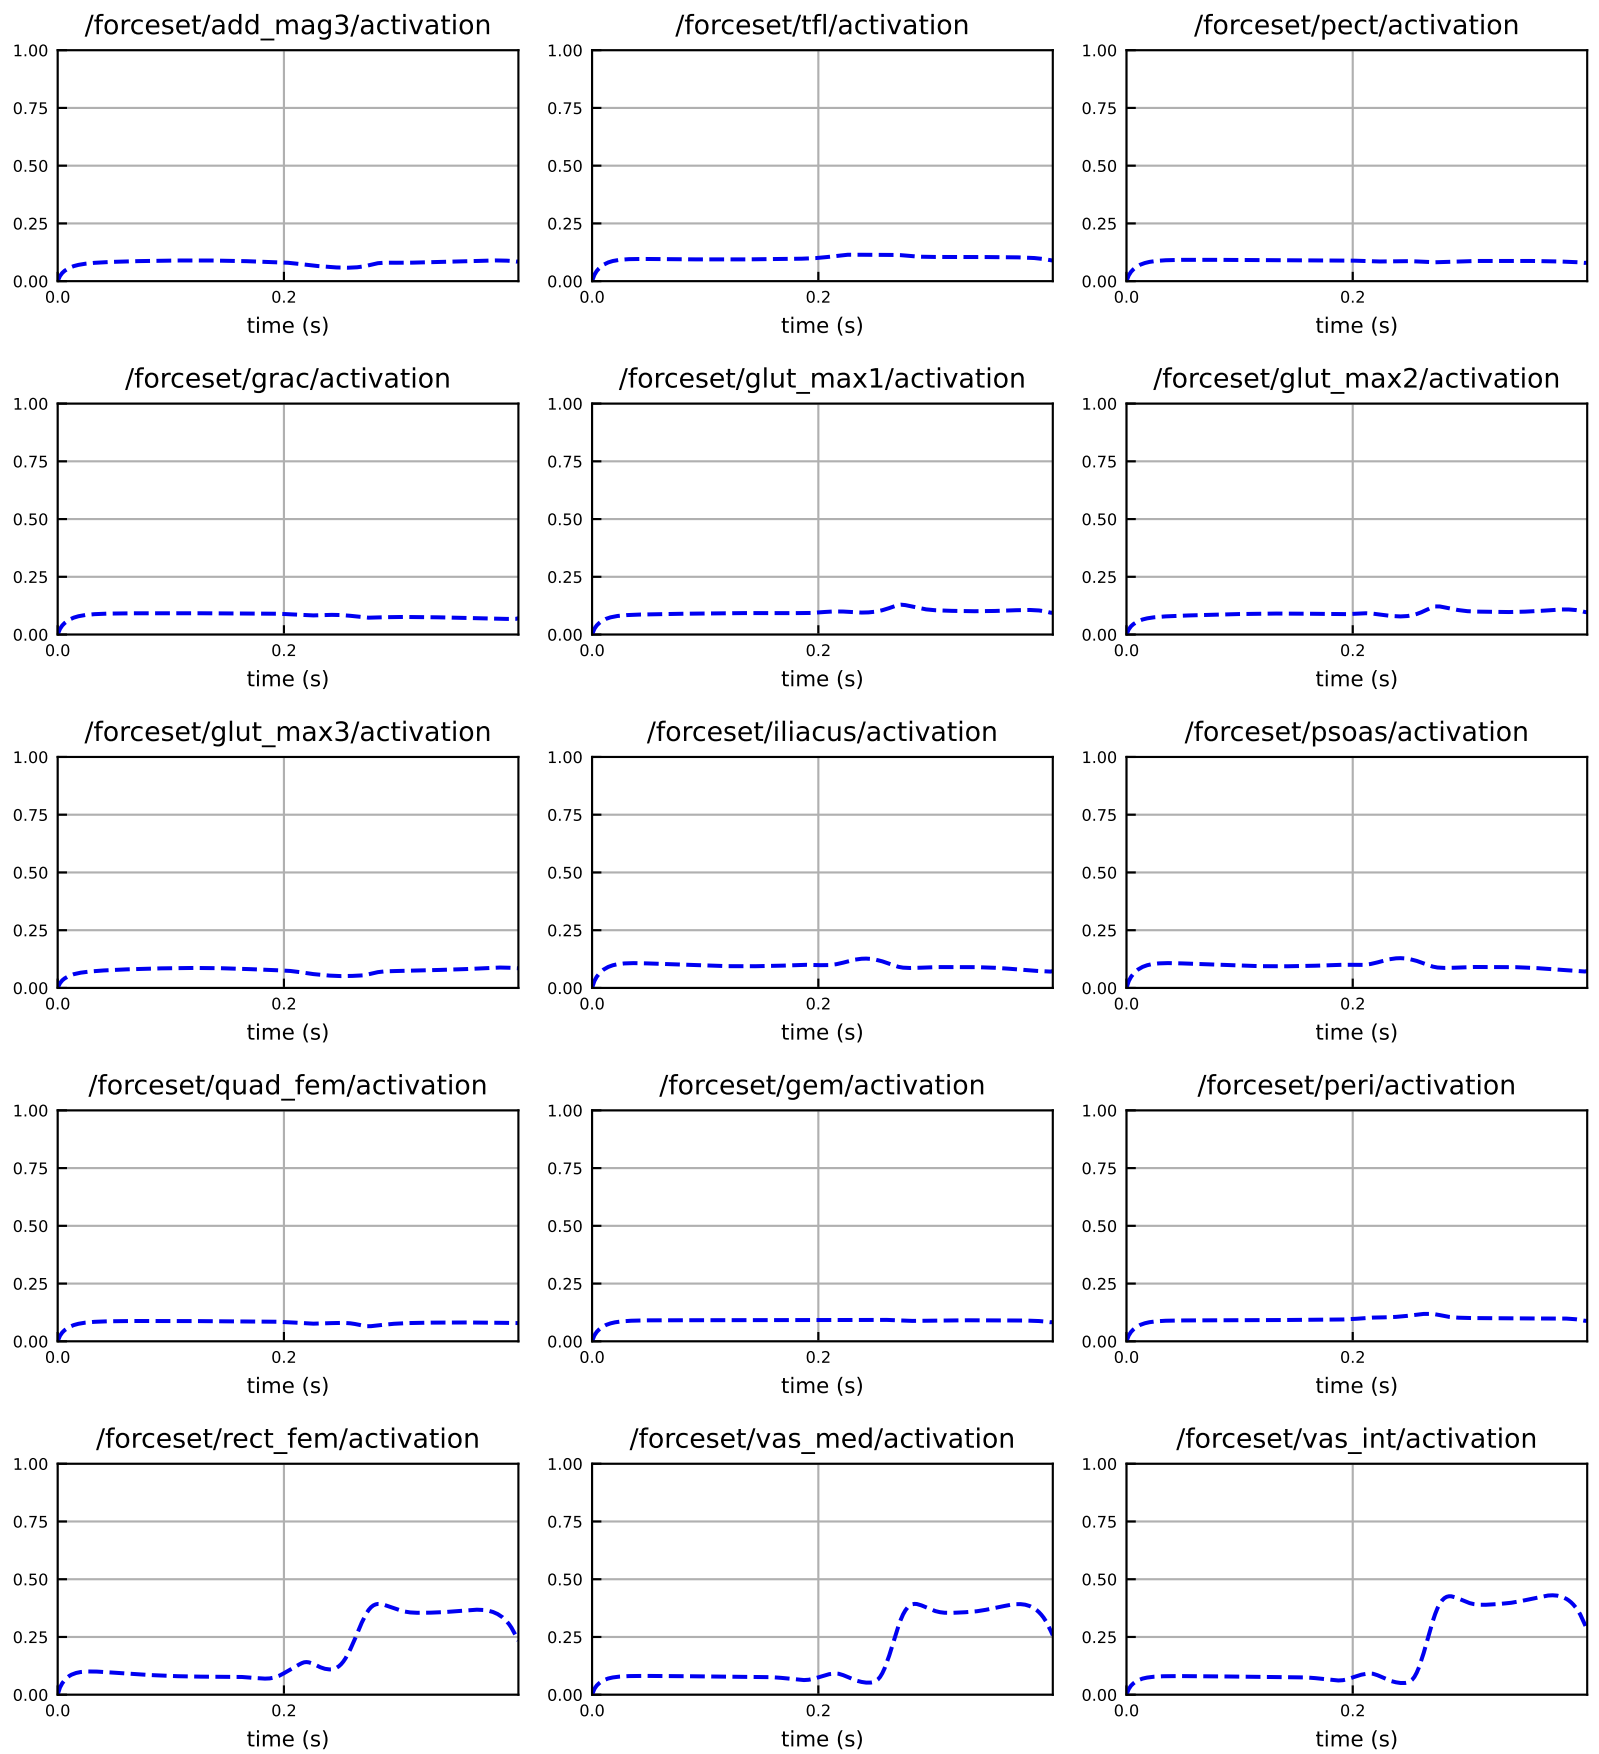 /forceset/add_mag3/activation /forceset/tfl/activation /forceset/pect/activation
1.00 1.00 1.00
0.75 0.75 0.75
0.50 0.50 0.50
0.25 0.25 0.25
0.00 0.00 0.00
0.0 0.2 0.0 0.2 0.0 0.2
time (s) time (s) time (s)
/forceset/grac/activation /forceset/glut_max1/activation /forceset/glut_max2/activation
1.00 1.00 1.00
0.75 0.75 0.75
0.50 0.50 0.50
0.25 0.25 0.25
0.00 0.00 0.00
0.0 0.2 0.0 0.2 0.0 0.2
time (s) time (s) time (s)
/forceset/glut_max3/activation /forceset/iliacus/activation /forceset/psoas/activation
1.00 1.00 1.00
0.75 0.75 0.75
0.50 0.50 0.50
0.25 0.25 0.25
0.00 0.00 0.00
0.0 0.2 0.0 0.2 0.0 0.2
time (s) time (s) time (s)
/forceset/quad_fem/activation /forceset/gem/activation /forceset/peri/activation
1.00 1.00 1.00
0.75 0.75 0.75
0.50 0.50 0.50
0.25 0.25 0.25
0.00 0.00 0.00
0.0 0.2 0.0 0.2 0.0 0.2
time (s) time (s) time (s)
/forceset/rect_fem/activation /forceset/vas_med/activation /forceset/vas_int/activation
1.00 1.00 1.00
0.75 0.75 0.75
0.50 0.50 0.50
0.25 0.25 0.25
0.00 0.00 0.00
0.0 0.2 0.0 0.2 0.0 0.2
time (s) time (s) time (s)